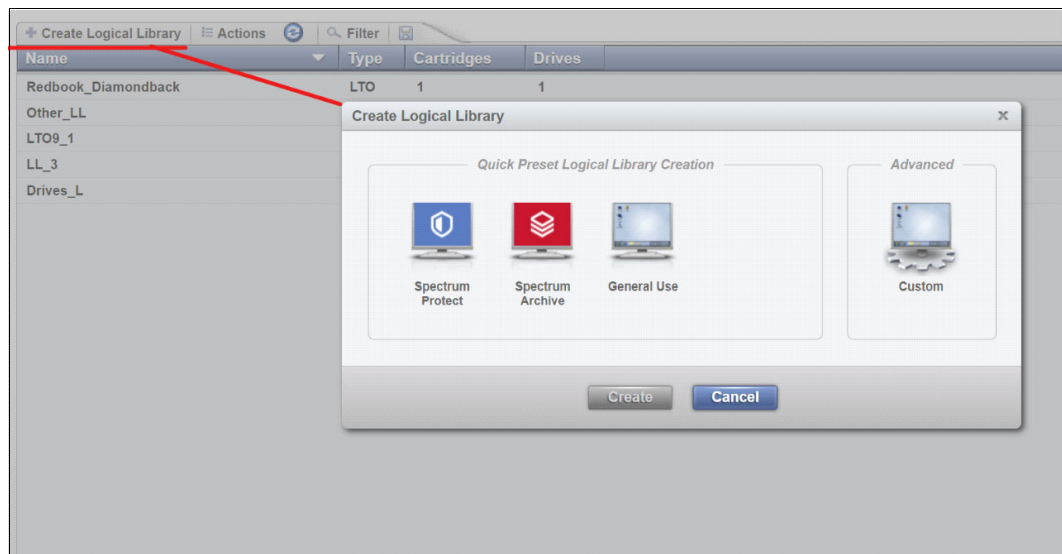 Create Logical Library Actions Filter
Name Type Cartridges Drives
Redbook_Diamondback LTO 1 1
Other_LL
LTO9_1
LL_3
Drives_L
Create Logical Library x
Quick Preset Logical Library Creation
Advanced
Spectrum Protect
Spectrum Archive
General Use
Custom
Create Cancel